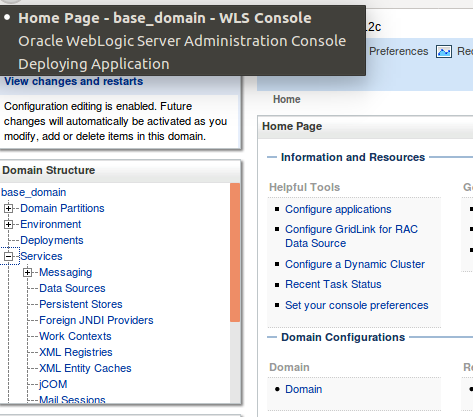 Home Page - base_domain - WLS Console
Oracle WebLogic Server Administration Console
Deploying Application
2c
Preferences
View changes and restarts
Configuration editing is enabled. Future
changes will automatically be activated as you
modify, add or delete items in this domain.
Domain Structure
base_domain
Domain Partitions
Environment
Deployments
Services
Messaging
Data Sources
Persistent Stores
Foreign JNDI Providers
Work Contexts
XML Registries
XML Entity Caches
jCOM
Mail Sessions
Home
Home Page
Information and Resources
Helpful Tools
Configure applications
Configure GridLink for RAC
Data Source
Configure a Dynamic Cluster
Recent Task Status
Set your console preferences
Domain Configurations
Domain
Domain